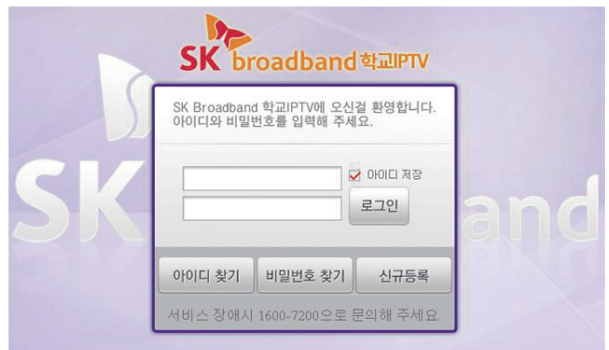 SK broadband 학교IPTV
SK Broadband 학교IPTV에 오신걸 환영합니다.
아이디와 비밀번호를 입력해 주세요.
아이디 저장
로그인
아이디 찾기 비밀번호 찾기 신규등록
서비스 장애시 1600-7200으로 문의해 주세요
SK and